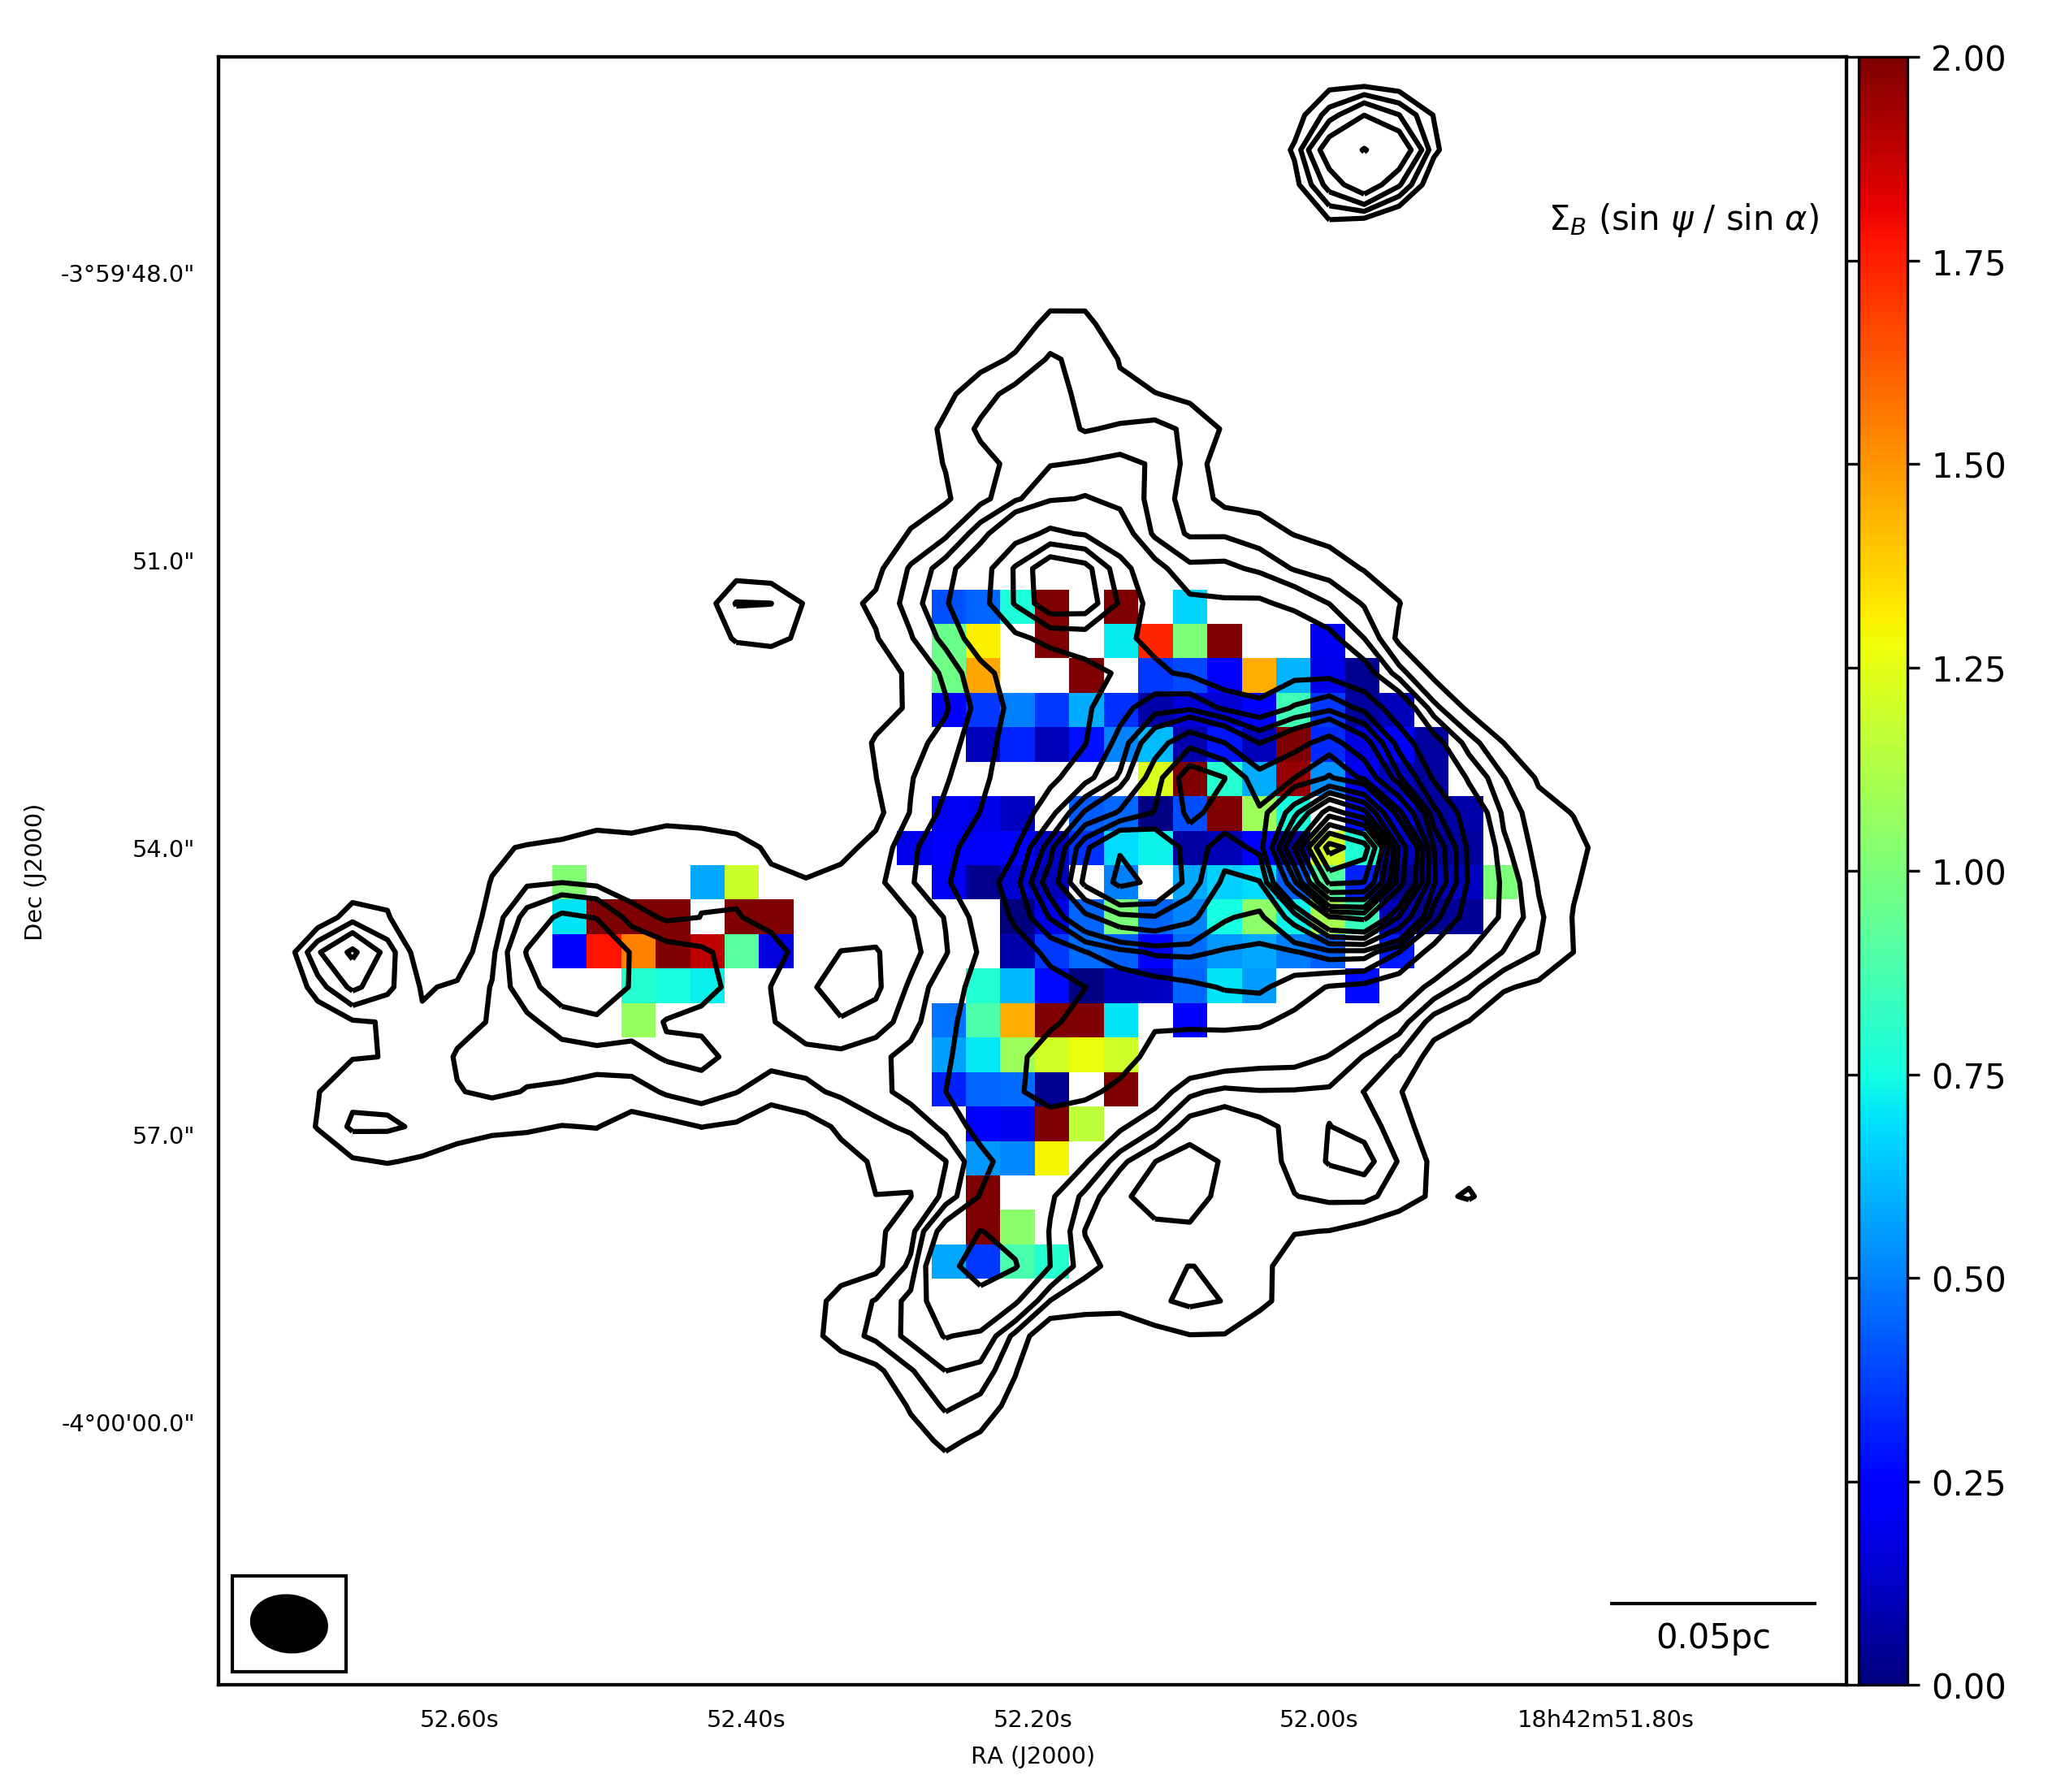 Σ_B (sin ψ / sin α)
-3°59'48.0"
51.0"
54.0"
57.0"
-4°00'00.0"
Dec (J2000)
52.60s
52.40s
52.20s
52.00s
18h42m51.80s
RA (J2000)
0.05pc
2.00
1.75
1.50
1.25
1.00
0.75
0.50
0.25
0.00